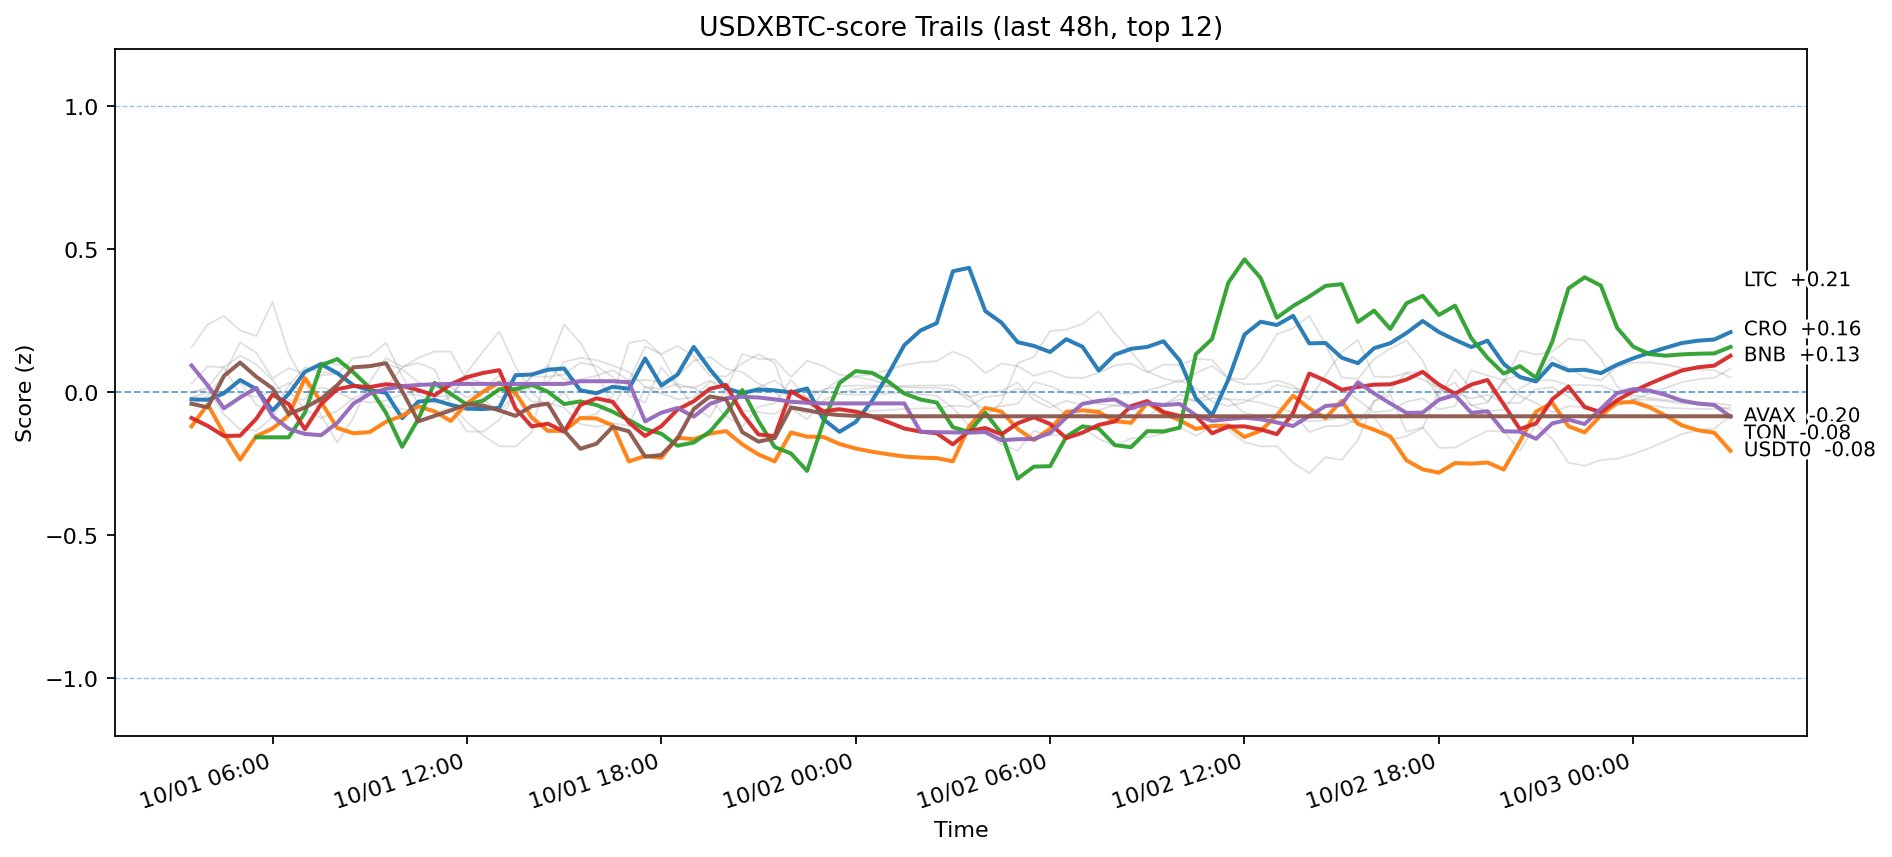 USDXBTC-score Trails (last 48h, top 12)
Score (z)
1.0
0.5
0.0
−0.5
−1.0
LTC +0.21
CRO +0.16
BNB +0.13
AVAX -0.20
TON -0.08
USDT0 -0.08
10/01 06:00
10/01 12:00
10/01 18:00
10/02 00:00
10/02 06:00
10/02 12:00
10/02 18:00
10/03 00:00
Time